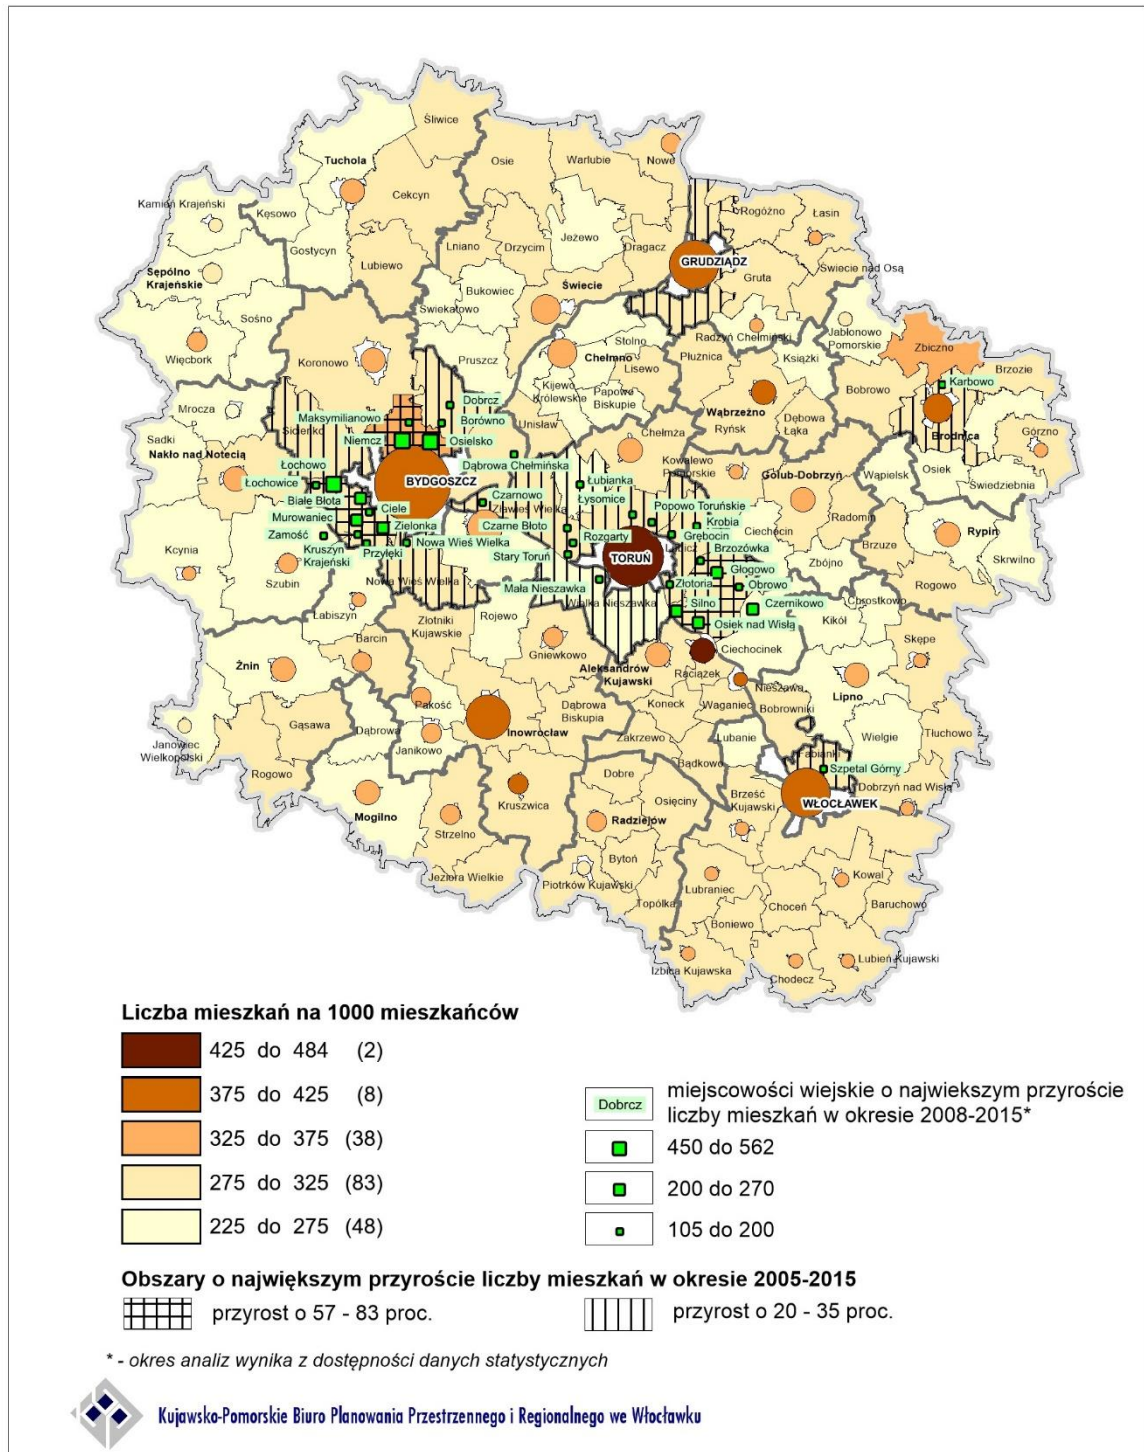 Śliwice
Tuchola
Osie
Warlubie
Nowe
Cekcyn
Kamień Krajeński
Kęsowo
Rogóźno
Łasin
Gostycyn
Lniano
Drzycim
Jeżewo
Dragacz
GRUDZIĄDZ
Sępólno
Krajeńskie
Lubiewo
Bukowiec
Świecie
Gruta
Świecie nad Osą
Sośno
Świekatowo
Radzyń Chełmiński
Jabłonowo
Pomorskie
Zbiczno
Więcbork
Koronowo
Pruszcz
Chełmno
Stolno
Lisewo
Płużnica
Książki
Brzozie
Karbowo
Kijewo
Królewskie
Papowo
Biskupie
Wąbrzeźno
Bobrowo
Mrocza
Maksymilianowo
Dobrcz
Borówno
Unisław
Ryńsk
Dębowa
Łąka
Brodnica
Górzno
Sadki
Sicienko
Niemcz
Osielsko
Chełmża
Nakło nad Notecią
Łochowo
Dąbrowa Chełmińska
Kowalewo
Pomorskie
Golub-Dobrzyń
Wąpielsk
Osiek
Świedziebnia
Łochowice
BYDGOSZCZ
Łubianka
Białe Błota
Czarnowo
Zławieś Wielka
Łysomice
Popowo Toruńskie
Murowaniec
Ciele
Czarne Błoto
Krobia
Ciechocin
Radomin
Rypin
Zamość
Zielonka
Nowa Wieś Wielka
Rozgarty
Grębocin
Lubicz
Brzozówka
Brzuze
Skrwilno
Kcynia
Kruszyn
Krajeński
Przyłęki
Stary Toruń
TORUŃ
Głogowo
Zbójno
Szubin
Nowa Wieś Wielka
Mała Nieszawka
Złotoria
Obrowo
Rogowo
Łabiszyn
Wielka Nieszawka
Silno
Czernikowo
Chrostkowo
Złotniki
Kujawskie
Rojewo
Osiek nad Wisłą
Kikół
Barcin
Gniewkowo
Ciechocinek
Skępe
Żnin
Aleksandrów
Kujawski
Raciążek
Pakość
Nieszawa
Lipno
Gąsawa
Dąbrowa
Dąbrowa
Biskupia
Koneck
Waganiec
Bobrowniki
Janowiec
Wielkopolski
Janikowo
Inowrocław
Zakrzewo
Lubanie
Wielgie
Tłuchowo
Rogowo
Bądkowo
Fabianki
Szpetal Górny
Dobre
Kruszwica
Osięciny
Brześć
Kujawski
WŁOCŁAWEK
Dobrzyń nad Wisłą
Mogilno
Strzelno
Radziejów
Jeziora Wielkie
Bytoń
Kowal
Piotrków Kujawski
Lubraniec
Topólka
Choceń
Baruchowo
Boniewo
Izbica Kujawska
Lubień Kujawski
Chodecz
Liczba mieszkań na 1000 mieszkańców
425 do 484 (2)
375 do 425 (8)
325 do 375 (38)
275 do 325 (83)
225 do 275 (48)
Dobrcz
miejscowości wiejskie o najwiekszym przyroście
liczby mieszkań w okresie 2008-2015*
450 do 562
200 do 270
105 do 200
Obszary o największym przyroście liczby mieszkań w okresie 2005-2015
przyrost o 57 - 83 proc.
przyrost o 20 - 35 proc.
* - okres analiz wynika z dostępności danych statystycznych
Kujawsko-Pomorskie Biuro Planowania Przestrzennego i Regionalnego we Włocławku